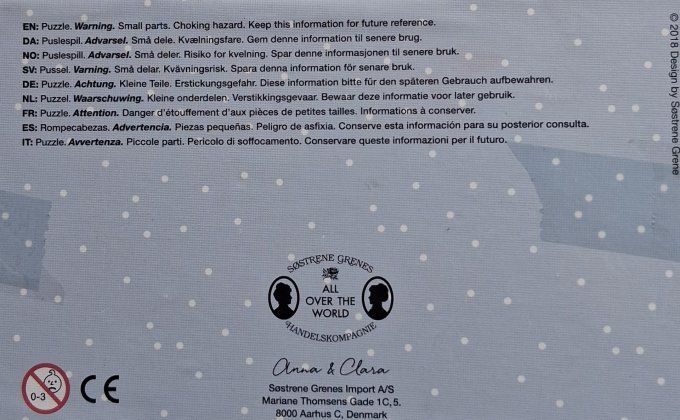 EN: Puzzle. Warning. Small parts. Choking hazard. Keep this information for future reference.
DA: Puslespil. Advarsel. Små dele. Kvælningsfare. Gem denne information til senere brug.
NO: Puslespill. Advarsel. Små deler. Risiko for kvelning. Spar denne informasjonen til senere bruk.
SV: Pussel. Varning. Små delar. Kvävningsrisk. Spara denna information för senare bruk.
DE: Puzzle. Achtung. Kleine Teile. Erstickungsgefahr. Diese information bitte für den späteren Gebrauch aufbewahren.
NL: Puzzel. Waarschuwing. Kleine onderdelen. Verstikkingsgevaar. Bewaar deze informatie voor later gebruik.
FR: Puzzle. Attention. Danger d'étouffement d'aux pièces de petites tailles. Informations à conserver.
ES: Rompecabezas. Advertencia. Piezas pequeñas. Peligro de asfixia. Conserve esta información para su posterior consulta.
IT: Puzzle. Avvertenza. Piccole parti. Pericolo di soffocamento. Conservare queste informazioni per il futuro.
© 2018 Design by Søstrene Grene
SØSTRENE GRENES
ALL
OVER THE
WORLD
HANDELSKOMPAGNIE
Anna & Clara
0-3
CE
Søstrene Grenes Import A/S
Mariane Thomsens Gade 1C, 5.
8000 Aarhus C, Denmark